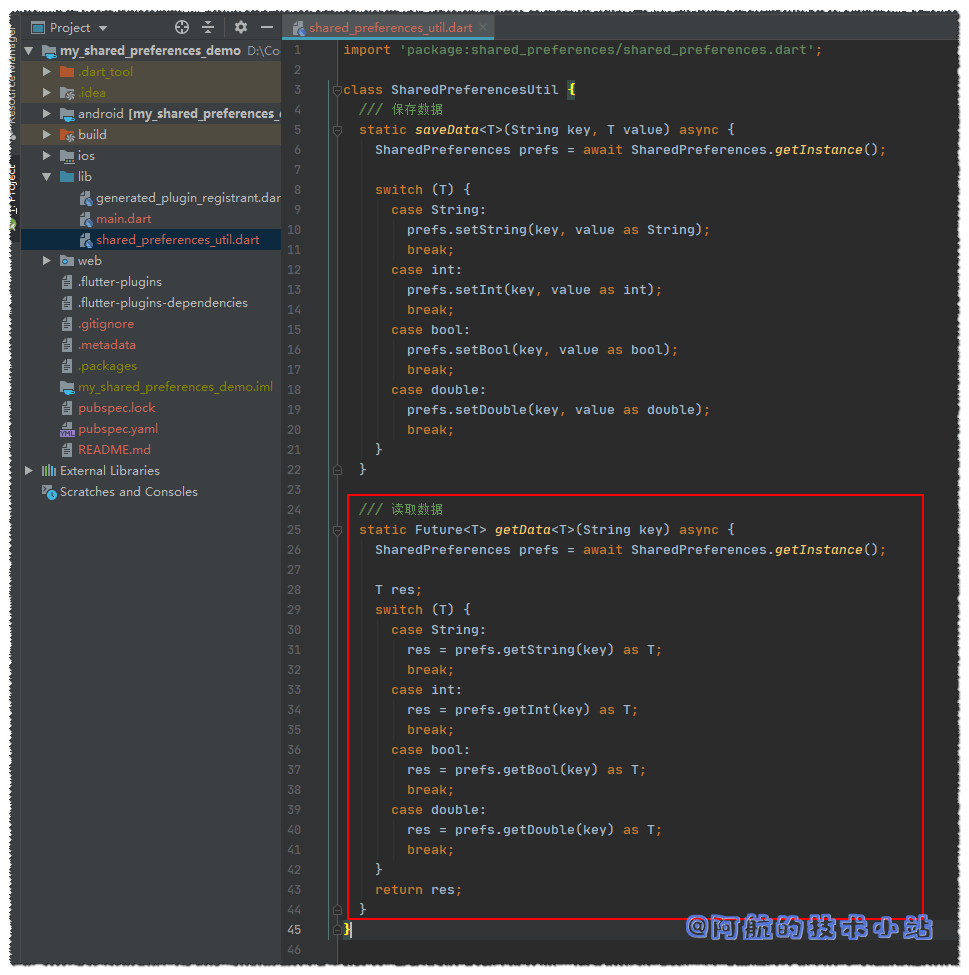 Resource Manager
1: Project
Project
my_shared_preferences_demo D:\Co
.dart_tool
.idea
android [my_shared_preferences_
build
ios
lib
generated_plugin_registrant.dar
main.dart
shared_preferences_util.dart
web
.flutter-plugins
.flutter-plugins-dependencies
.gitignore
.metadata
.packages
my_shared_preferences_demo.iml
pubspec.lock
pubspec.yaml
README.md
External Libraries
Scratches and Consoles
shared_preferences_util.dart
1 import 'package:shared_preferences/shared_preferences.dart';
2
3 class SharedPreferencesUtil {
4 /// 保存数据
5 static saveData<T>(String key, T value) async {
6 SharedPreferences prefs = await SharedPreferences.getInstance();
7
8 switch (T) {
9 case String:
10 prefs.setString(key, value as String);
11 break;
12 case int:
13 prefs.setInt(key, value as int);
14 break;
15 case bool:
16 prefs.setBool(key, value as bool);
17 break;
18 case double:
19 prefs.setDouble(key, value as double);
20 break;
21 }
22 }
23
24 /// 读取数据
25 static Future<T> getData<T>(String key) async {
26 SharedPreferences prefs = await SharedPreferences.getInstance();
27
28 T res;
29 switch (T) {
30 case String:
31 res = prefs.getString(key) as T;
32 break;
33 case int:
34 res = prefs.getInt(key) as T;
35 break;
36 case bool:
37 res = prefs.getBool(key) as T;
38 break;
39 case double:
40 res = prefs.getDouble(key) as T;
41 break;
42 }
43 return res;
44 }
45 }
46
@阿航的技术小站